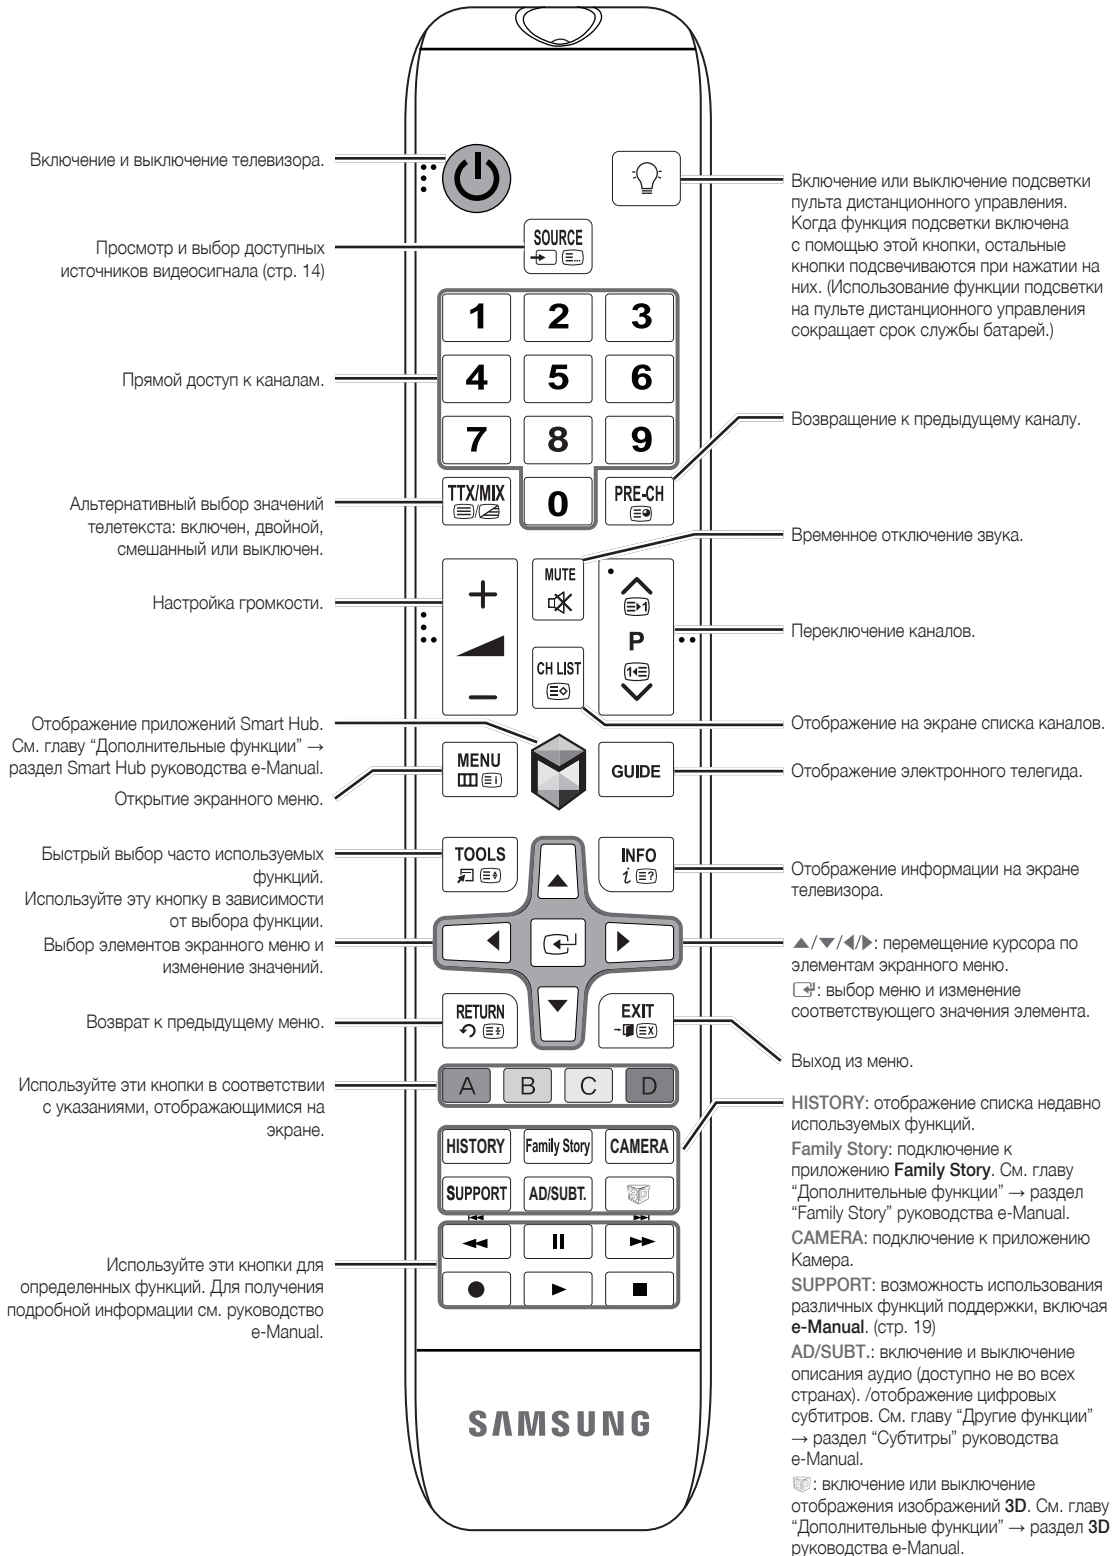 Включение и выключение телевизора.
Просмотр и выбор доступных
источников видеосигнала (стр. 14)
Прямой доступ к каналам.
Альтернативный выбор значений
телетекста: включен, двойной,
смешанный или выключен.
Настройка громкости.
Отображение приложений Smart Hub.
См. главу “Дополнительные функции” →
раздел Smart Hub руководства e-Manual.
Открытие экранного меню.
Быстрый выбор часто используемых
функций.
Используйте эту кнопку в зависимости
от выбора функции.
Выбор элементов экранного меню и
изменение значений.
Возврат к предыдущему меню.
Используйте эти кнопки в соответствии
с указаниями, отображающимися на
экране.
Используйте эти кнопки для
определенных функций. Для получения
подробной информации см. руководство
e-Manual.
SOURCE
1 2 3
4 5 6
7 8 9
TTX/MIX 0 PRE-CH
MUTE
P
CH LIST
MENU GUIDE
TOOLS INFO
RETURN EXIT
A B C D
HISTORY Family Story CAMERA
SUPPORT AD/SUBT.
SAMSUNG
Включение или выключение подсветки
пульта дистанционного управления.
Когда функция подсветки включена
с помощью этой кнопки, остальные
кнопки подсвечиваются при нажатии на
них. (Использование функции подсветки
на пульте дистанционного управления
сокращает срок службы батарей.)
Возвращение к предыдущему каналу.
Временное отключение звука.
Переключение каналов.
Отображение на экране списка каналов.
Отображение электронного телегида.
Отображение информации на экране
телевизора.
▲/▼/◀/▶: перемещение курсора по
элементам экранного меню.
: выбор меню и изменение
соответствующего значения элемента.
Выход из меню.
HISTORY: отображение списка недавно
используемых функций.
Family Story: подключение к
приложению Family Story. См. главу
“Дополнительные функции” → раздел
“Family Story” руководства e-Manual.
CAMERA: подключение к приложению
Камера.
SUPPORT: возможность использования
различных функций поддержки, включая
e-Manual. (стр. 19)
AD/SUBT.: включение и выключение
описания аудио (доступно не во всех
странах). /отображение цифровых
субтитров. См. главу “Другие функции”
→ раздел “Субтитры” руководства
e-Manual.
: включение или выключение
отображения изображений 3D. См. главу
“Дополнительные функции” → раздел 3D
руководства e-Manual.